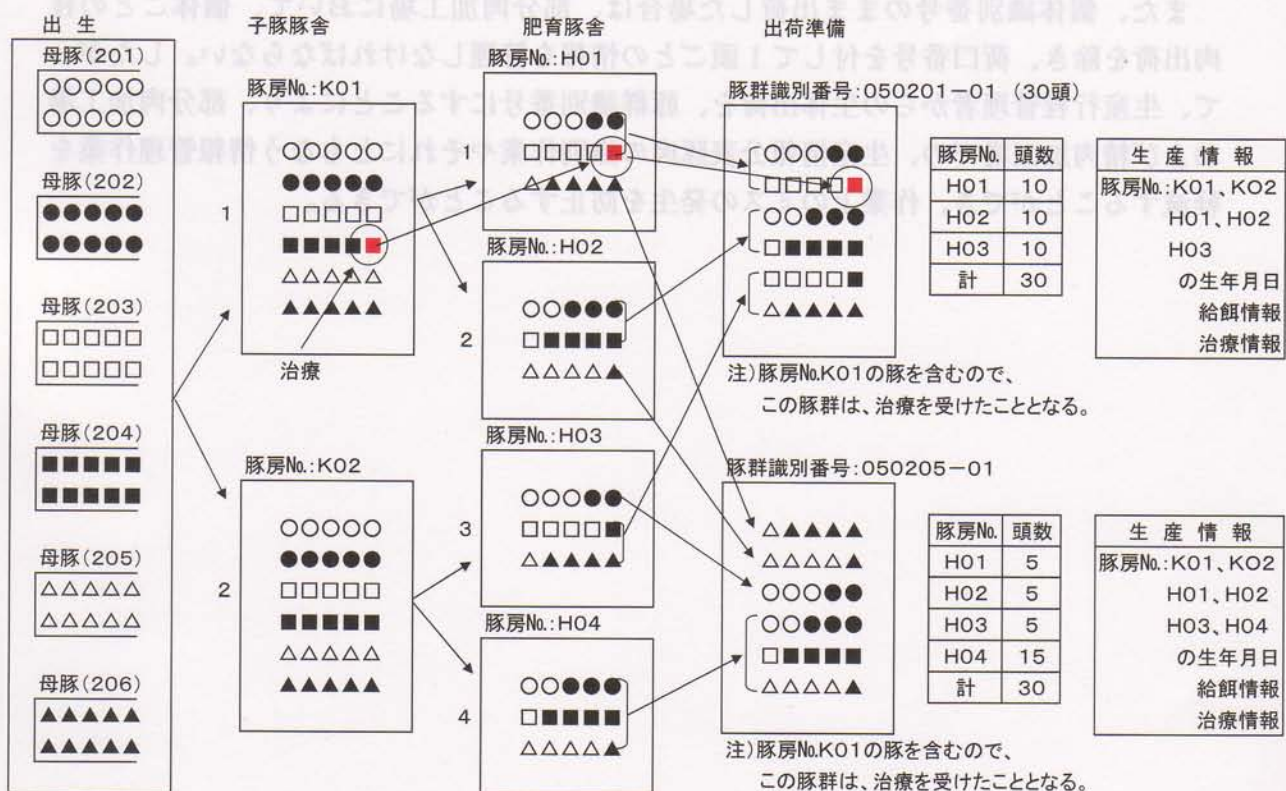 出 生
子豚豚舎
肥育豚舎
出荷準備
母豚(201)
母豚(202)
母豚(203)
母豚(204)
母豚(205)
母豚(206)
豚房No.:K01
1
治療
豚房No.:K02
2
豚房No.:H01
1
豚房No.:H02
2
豚房No.:H03
3
豚房No.:H04
4
豚群識別番号:050201-01 (30頭)
豚房No. 頭数
H01 10
H02 10
H03 10
計 30
生 産 情 報
豚房No.:K01、K02
H01、H02
H03
の生年月日
給餌情報
治療情報
注)豚房No.K01の豚を含むので、
この豚群は、治療を受けたこととなる。
豚群識別番号:050205-01
豚房No. 頭数
H01 5
H02 5
H03 5
H04 15
計 30
生 産 情 報
豚房No.:K01、K02
H01、H02
H03、H04
の生年月日
給餌情報
治療情報
注)豚房No.K01の豚を含むので、
この豚群は、治療を受けたこととなる。